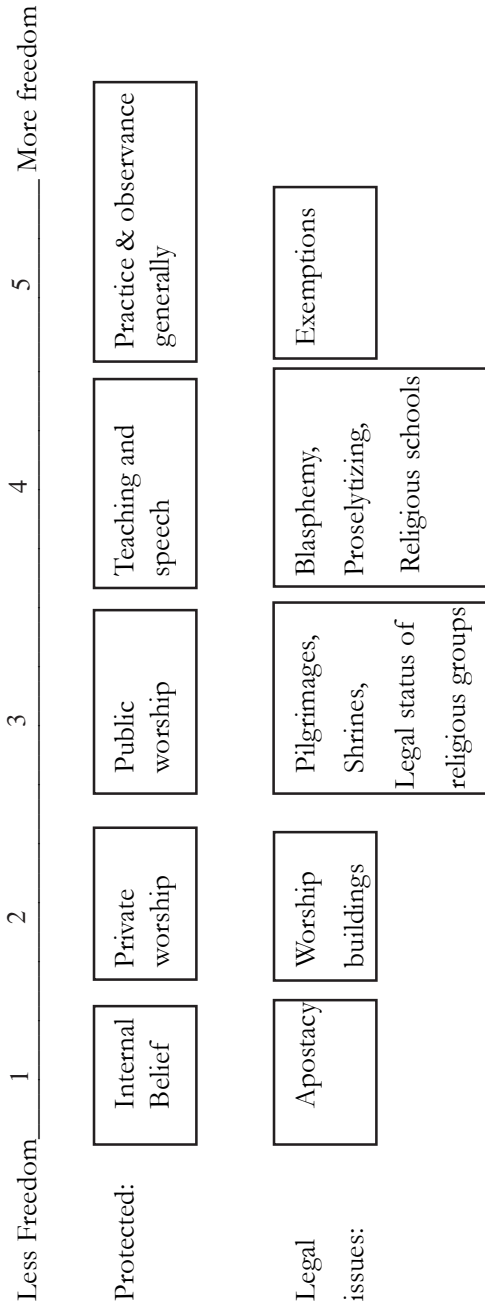 Less Freedom 1 2 3 4 5 More freedom
Protected:
Internal
Belief
Private
worship
Public
worship
Teaching and
speech
Practice & observance
generally
Legal
issues:
Apostacy
Worship
buildings
Pilgrimages,
Shrines,
Legal status of
religious groups
Blasphemy,
Proselytizing,
Religious schools
Exemptions